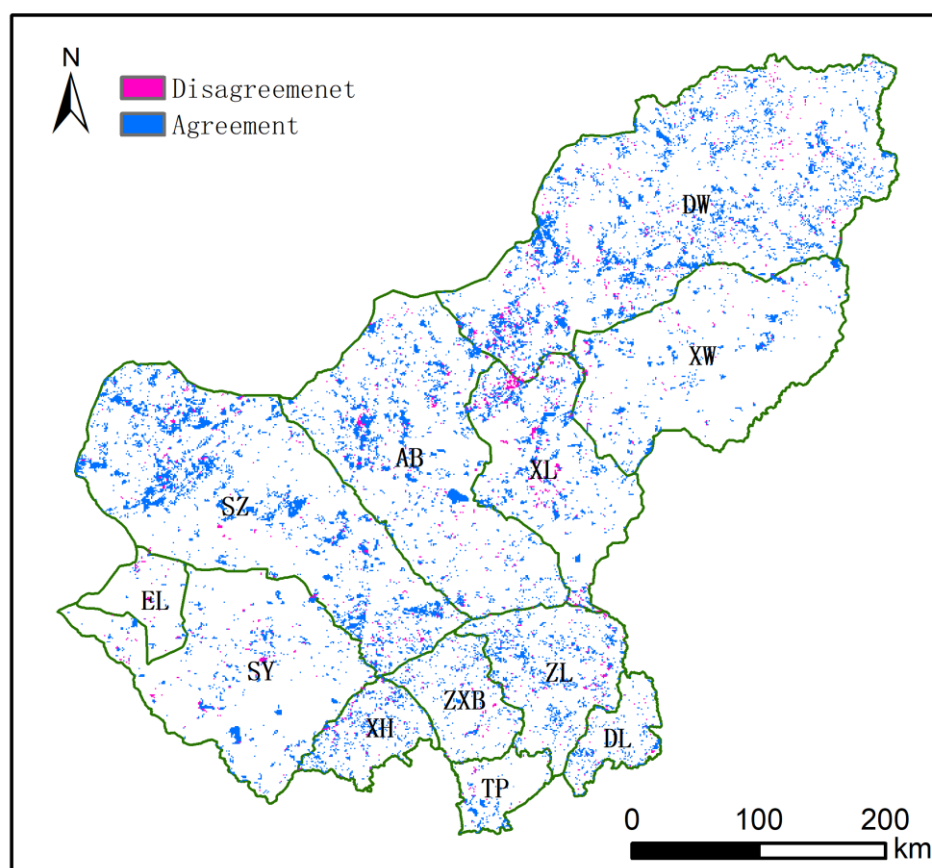 N
Disagreemenet
Agreement
DW
XW
AB
XL
SZ
EL
SY
ZL
ZXB
XH
DL
TP
0 100 200
km